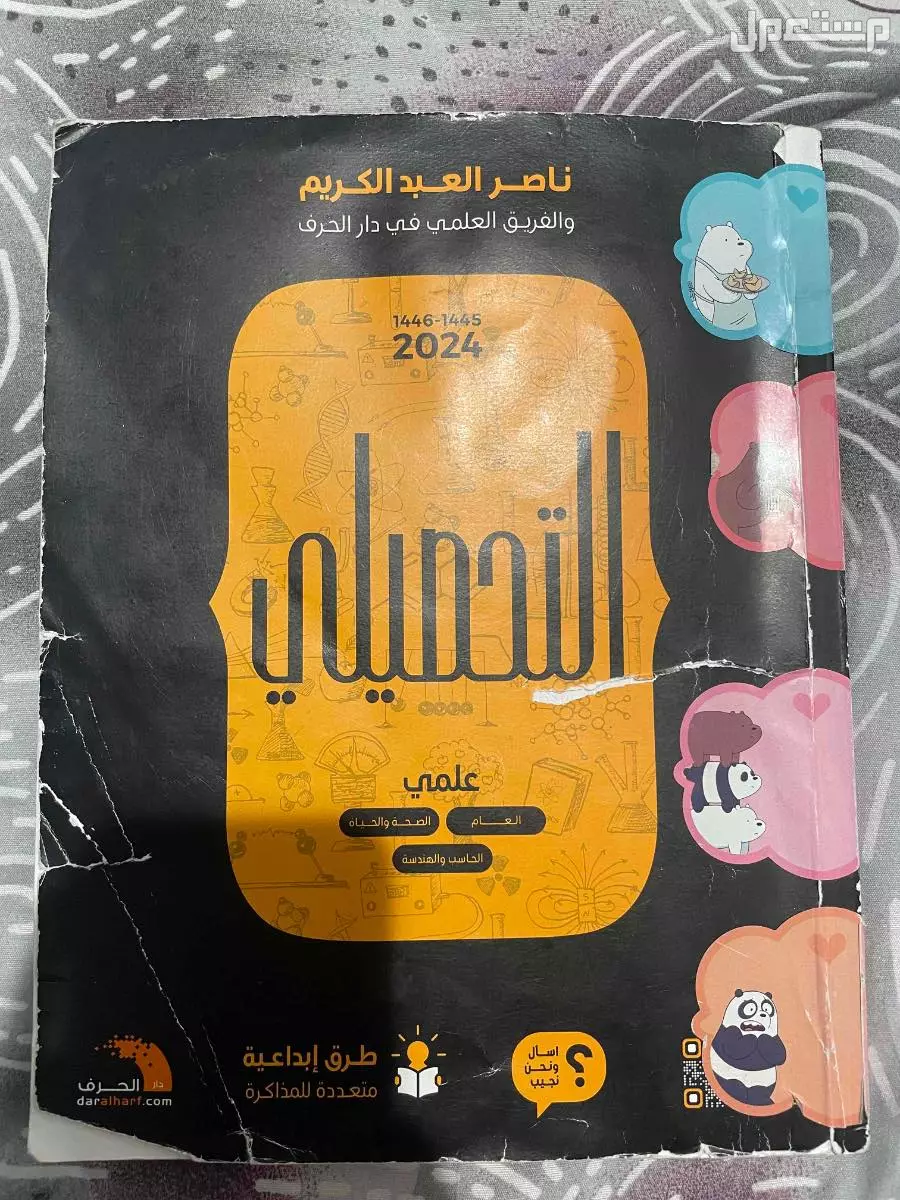 مستعمل
ناصر العبد الكريم
والفريق العلمي في دار الحرف
1446-1445
2024
التحصيلي
علمي
العـــام
الصحة والحياة
الحاسب والهندسة
اسأل
ونحن
نجيب
؟
طرق إبداعية
متعددة للمذاكرة
دار الحرف
daralharf.com